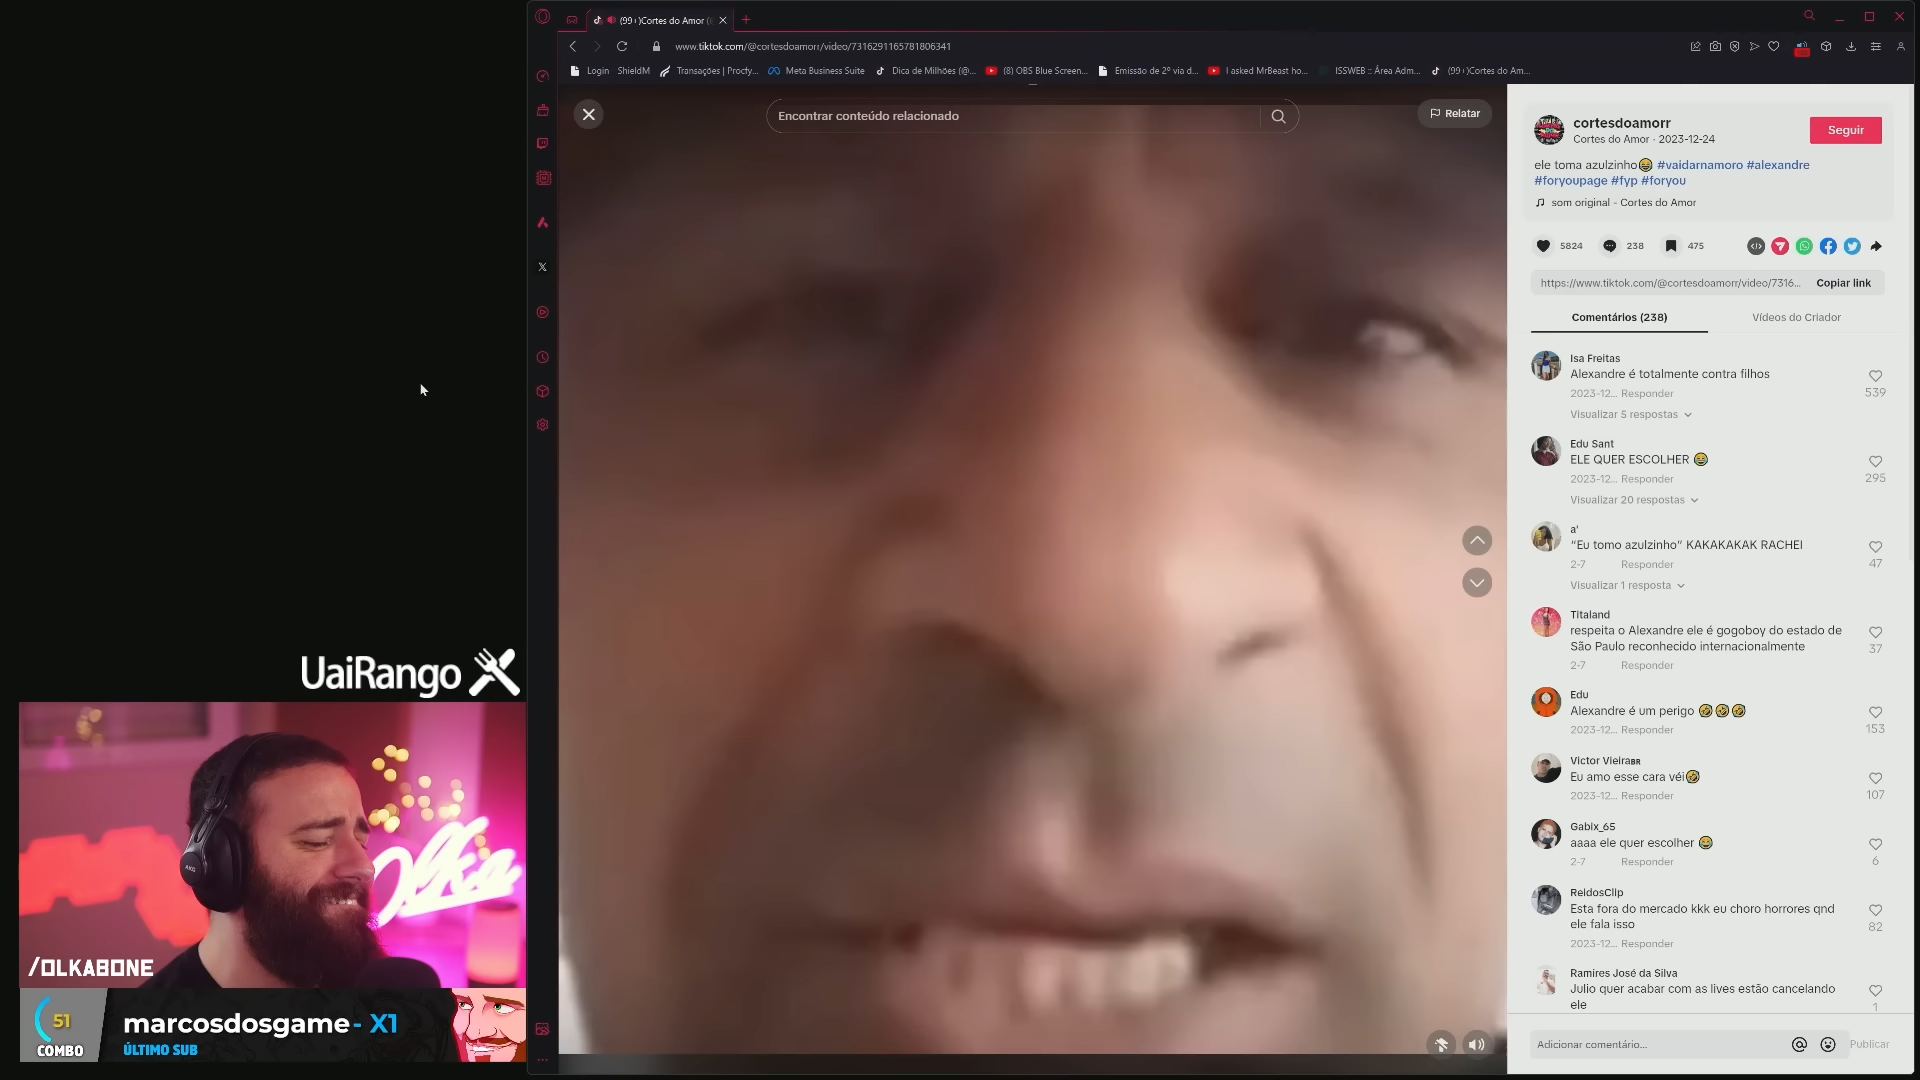 (99+)Cortes do Amor (
www.tiktok.com/@cortesdoamorr/video/7316291165781806341
Login
ShieldM
Transações | Procty...
Meta Business Suite
Dica de Milhões (@...
(8) OBS Blue Screen...
Emissão de 2ª via d...
I asked MrBeast ho...
ISSWEB :: Área Adm...
(99+)Cortes do Am...
Encontrar conteúdo relacionado
Relatar
cortesdoamorr
Cortes do Amor · 2023-12-24
Seguir
ele toma azulzinho😂 #vaidarnamoro #alexandre
#foryoupage #fyp #foryou
som original - Cortes do Amor
5824
238
475
https://www.tiktok.com/@cortesdoamorr/video/7316...
Copiar link
Comentários (238)
Vídeos do Criador
Isa Freitas
Alexandre é totalmente contra filhos
2023-12... Responder
539
Visualizar 5 respostas
Edu Sant
ELE QUER ESCOLHER 😂
2023-12... Responder
295
Visualizar 20 respostas
a'
“Eu tomo azulzinho” KAKAKAKAK RACHEI
2-7 Responder
47
Visualizar 1 resposta
Titaland
respeita o Alexandre ele é gogoboy do estado de
São Paulo reconhecido internacionalmente
2-7 Responder
37
Edu
Alexandre é um perigo 🤣🤣🤣
2023-12... Responder
153
Victor VieiraBR
Eu amo esse cara véi🤣
2023-12... Responder
107
Gabix_65
aaaa ele quer escolher 😂
2-7 Responder
6
ReidosClip
Esta fora do mercado kkk eu choro horrores qnd
ele fala isso
2023-12... Responder
82
Ramires José da Silva
Julio quer acabar com as lives estão cancelando
ele
1
Adicionar comentário...
Publicar
UaiRango
Olka
AKG
/OLKABONE
51
COMBO
marcosdosgame - X1
ÚLTIMO SUB